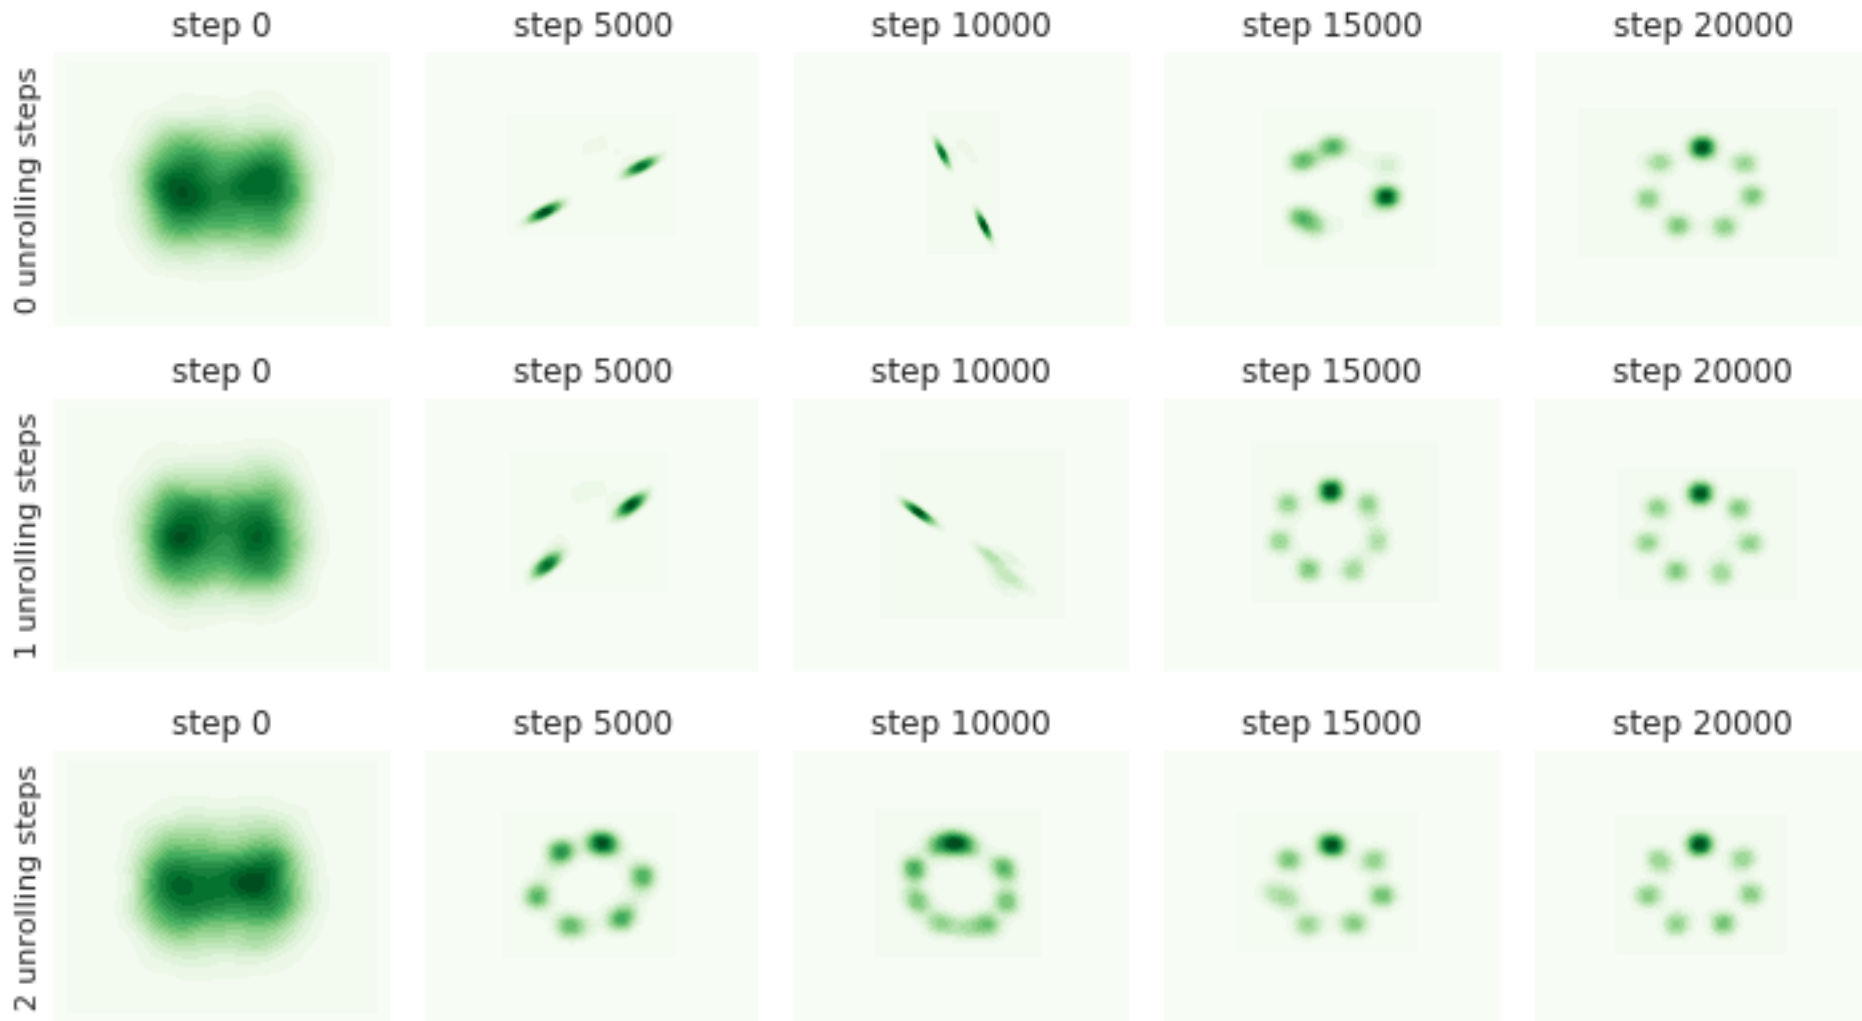 step 0
step 5000
step 10000
step 15000
step 20000
0 unrolling steps
step 0
step 5000
step 10000
step 15000
step 20000
1 unrolling steps
step 0
step 5000
step 10000
step 15000
step 20000
2 unrolling steps